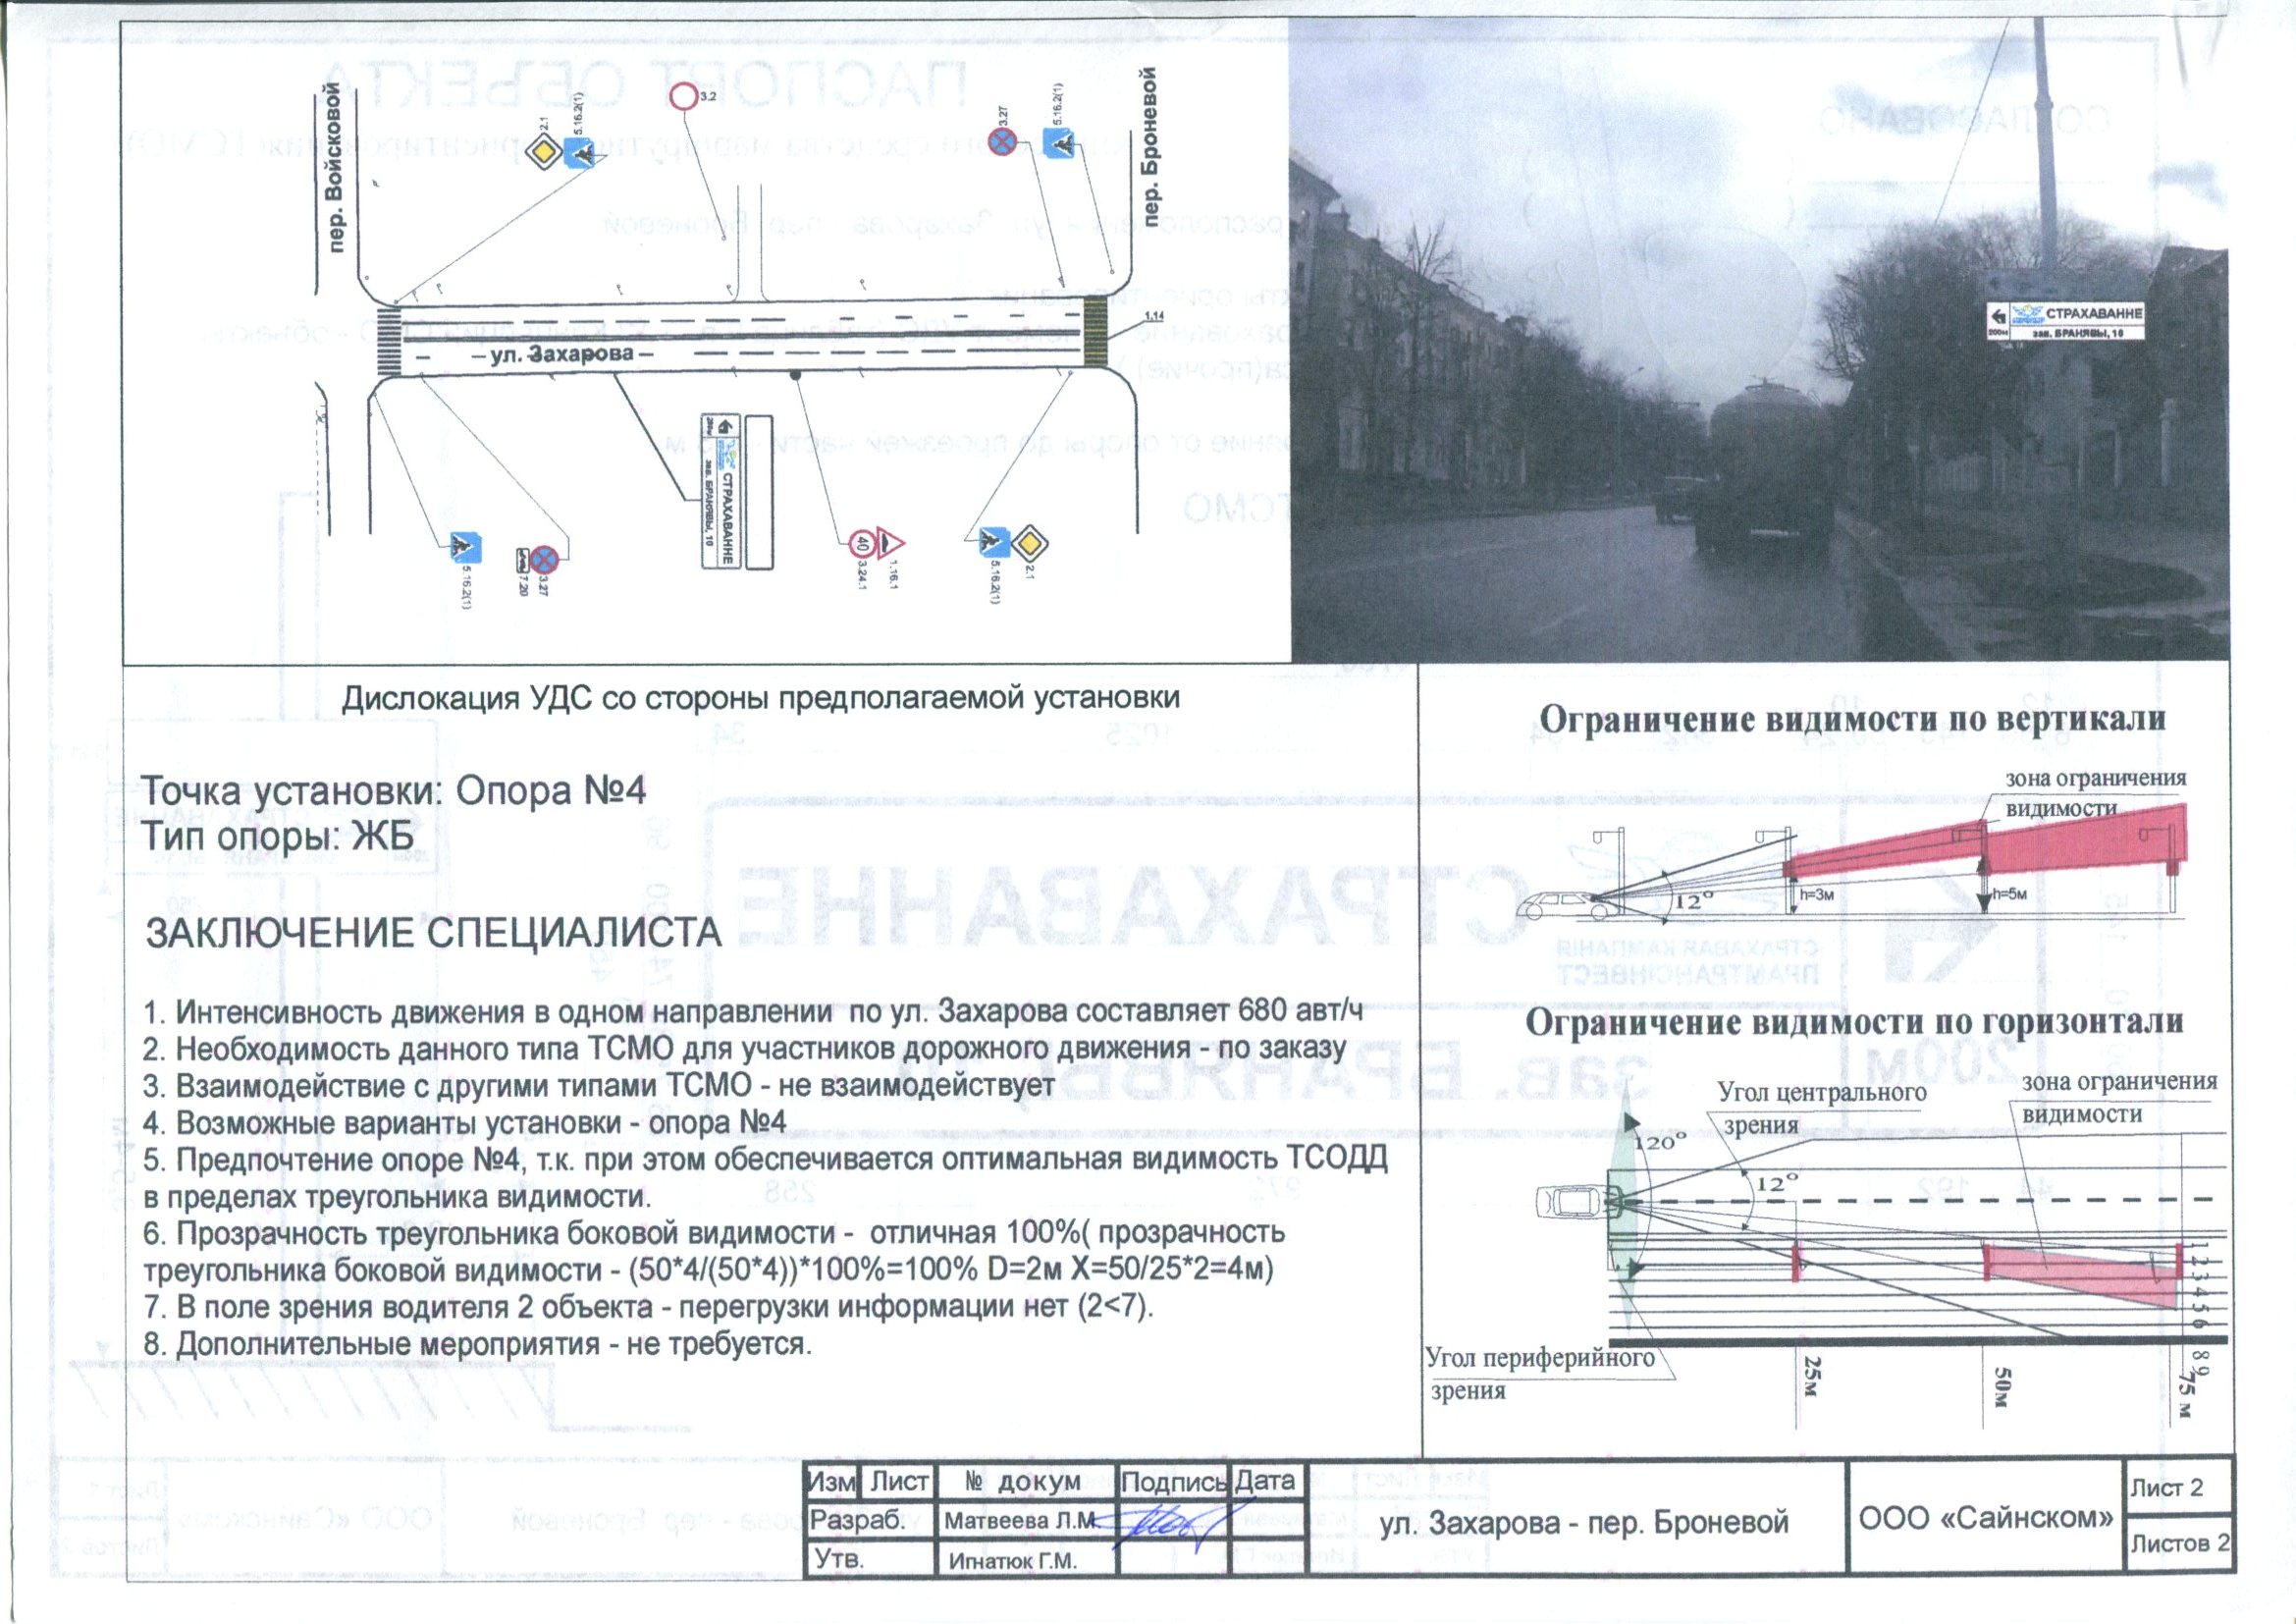 пер. Войсковой
2.1
5.16.2(1)
3.2
3.27
5.16.2(1)
пер. Броневой
1.14
ул. Захарова
200м
СТРАХАВАННЕ
зав. БРАНЯВЫ, 10
5.16.2(1)
7.20
3.27
40
3.24.1
1.16.1
5.16.2(1)
2.1
СТРАХАВАННЕ
200м
зав. БРАНЯВЫ, 10
Дислокация УДС со стороны предполагаемой установки
Точка установки: Опора №4
Тип опоры: ЖБ
ЗАКЛЮЧЕНИЕ СПЕЦИАЛИСТА
1. Интенсивность движения в одном направлении по ул. Захарова составляет 680 авт/ч
2. Необходимость данного типа ТСМО для участников дорожного движения - по заказу
3. Взаимодействие с другими типами ТСМО - не взаимодействует
4. Возможные варианты установки - опора №4
5. Предпочтение опоре №4, т.к. при этом обеспечивается оптимальная видимость ТСОДД
в пределах треугольника видимости.
6. Прозрачность треугольника боковой видимости - отличная 100%( прозрачность
треугольника боковой видимости - (50*4/(50*4))*100%=100% D=2м X=50/25*2=4м)
7. В поле зрения водителя 2 объекта - перегрузки информации нет (2<7).
8. Дополнительные мероприятия - не требуется.
Ограничение видимости по вертикали
зона ограничения
видимости
12°
h=3м
h=5м
Ограничение видимости по горизонтали
Угол центрального
зрения
зона ограничения
видимости
120°
12°
1 2 3 4 5 6
8 9
Угол периферийного
зрения
25м
50м
75 м
Изм Лист № докум Подпись Дата
Разраб. Матвеева Л.М
Утв. Игнатюк Г.М.
ул. Захарова - пер. Броневой
ООО «Сайнском»
Лист 2
Листов 2